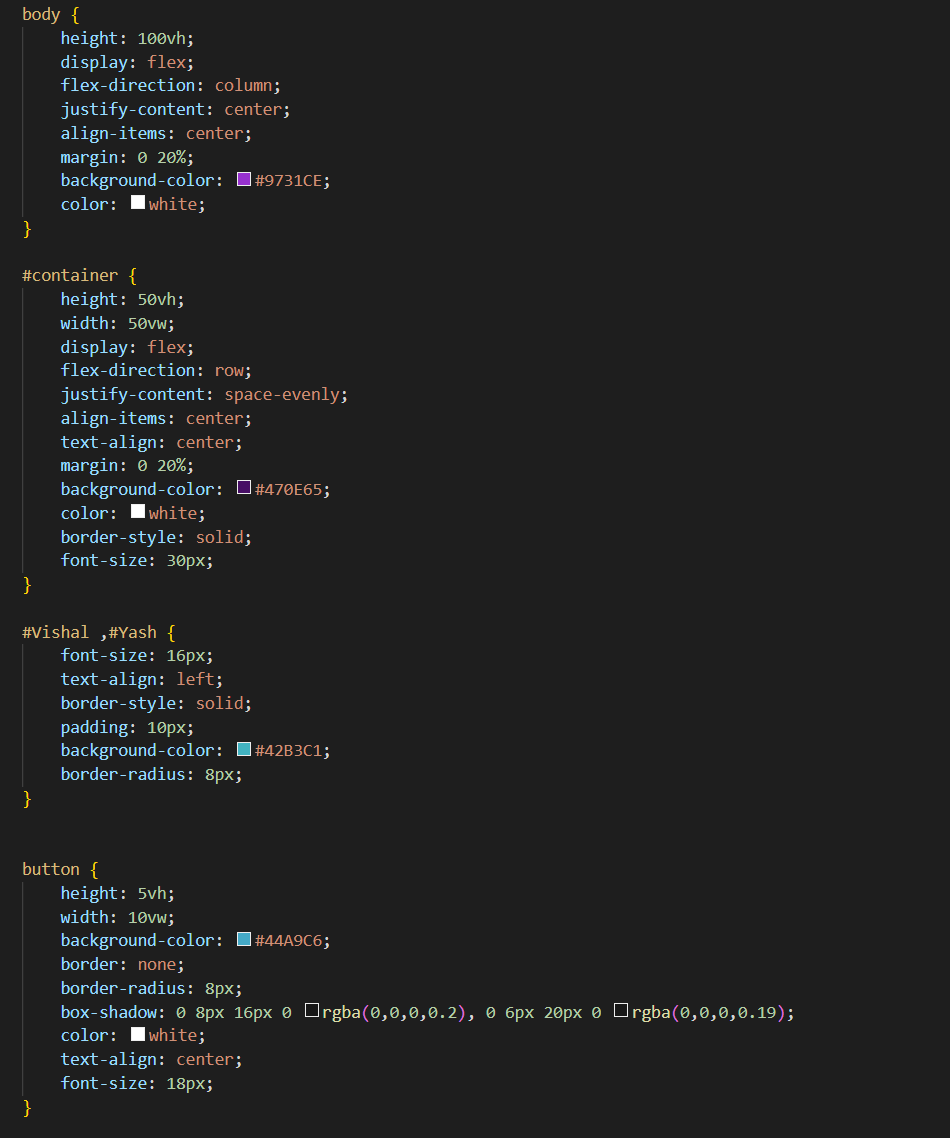 body {
    height: 100vh;
    display: flex;
    flex-direction: column;
    justify-content: center;
    align-items: center;
    margin: 0 20%;
    background-color: #9731CE;
    color: white;
}

#container {
    height: 50vh;
    width: 50vw;
    display: flex;
    flex-direction: row;
    justify-content: space-evenly;
    align-items: center;
    text-align: center;
    margin: 0 20%;
    background-color: #470E65;
    color: white;
    border-style: solid;
    font-size: 30px;
}

#Vishal ,#Yash {
    font-size: 16px;
    text-align: left;
    border-style: solid;
    padding: 10px;
    background-color: #42B3C1;
    border-radius: 8px;
}


button {
    height: 5vh;
    width: 10vw;
    background-color: #44A9C6;
    border: none;
    border-radius: 8px;
    box-shadow: 0 8px 16px 0 rgba(0,0,0,0.2), 0 6px 20px 0 rgba(0,0,0,0.19);
    color: white;
    text-align: center;
    font-size: 18px;
}